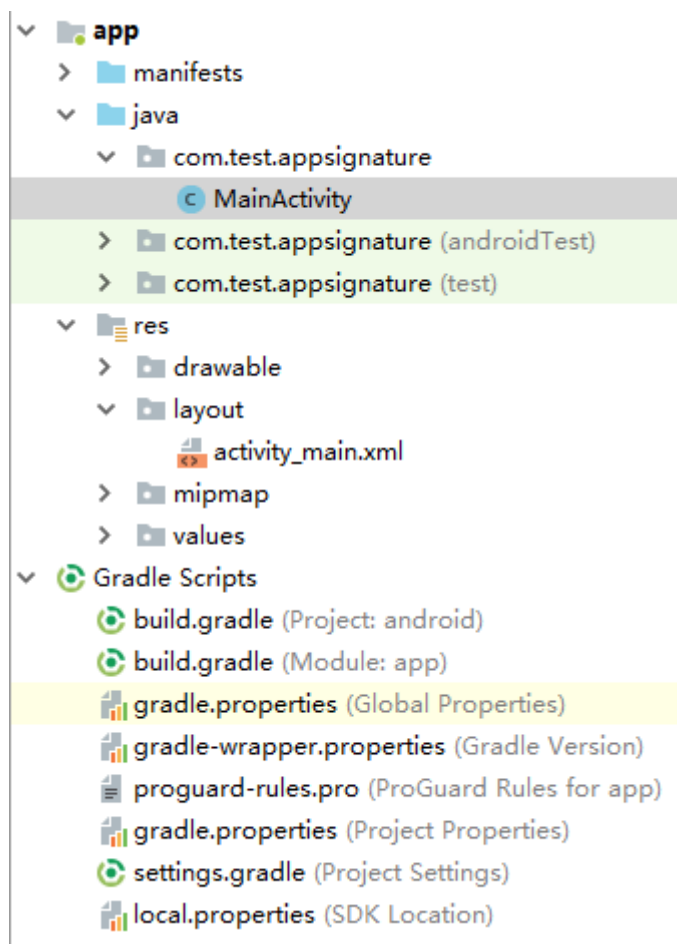 app
manifests
java
com.test.appsignature
C MainActivity
com.test.appsignature (androidTest)
com.test.appsignature (test)
res
drawable
layout
activity_main.xml
mipmap
values
Gradle Scripts
build.gradle (Project: android)
build.gradle (Module: app)
gradle.properties (Global Properties)
gradle-wrapper.properties (Gradle Version)
proguard-rules.pro (ProGuard Rules for app)
gradle.properties (Project Properties)
settings.gradle (Project Settings)
local.properties (SDK Location)